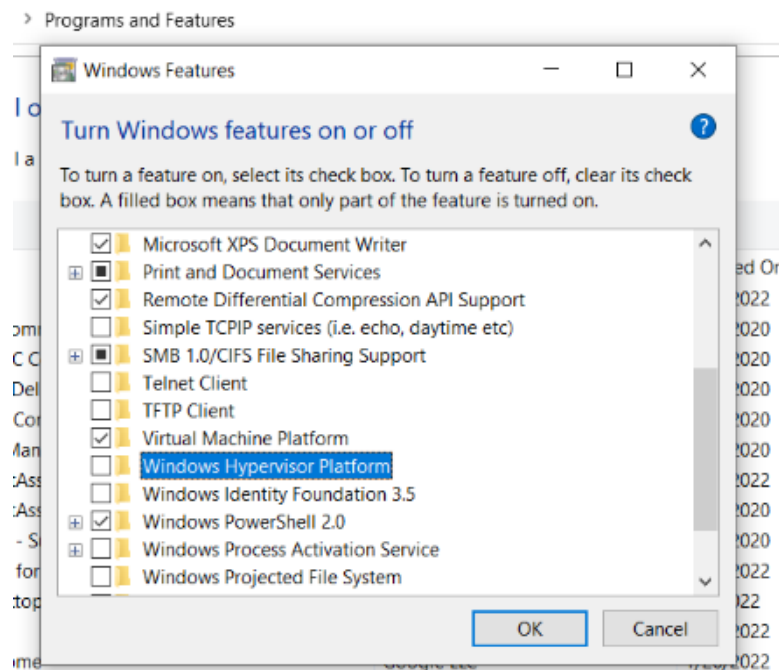 > Programs and Features
Windows Features
Turn Windows features on or off
To turn a feature on, select its check box. To turn a feature off, clear its check
box. A filled box means that only part of the feature is turned on.
Microsoft XPS Document Writer
Print and Document Services
Remote Differential Compression API Support
Simple TCPIP services (i.e. echo, daytime etc)
SMB 1.0/CIFS File Sharing Support
Telnet Client
TFTP Client
Virtual Machine Platform
Windows Hypervisor Platform
Windows Identity Foundation 3.5
Windows PowerShell 2.0
Windows Process Activation Service
Windows Projected File System
OK Cancel